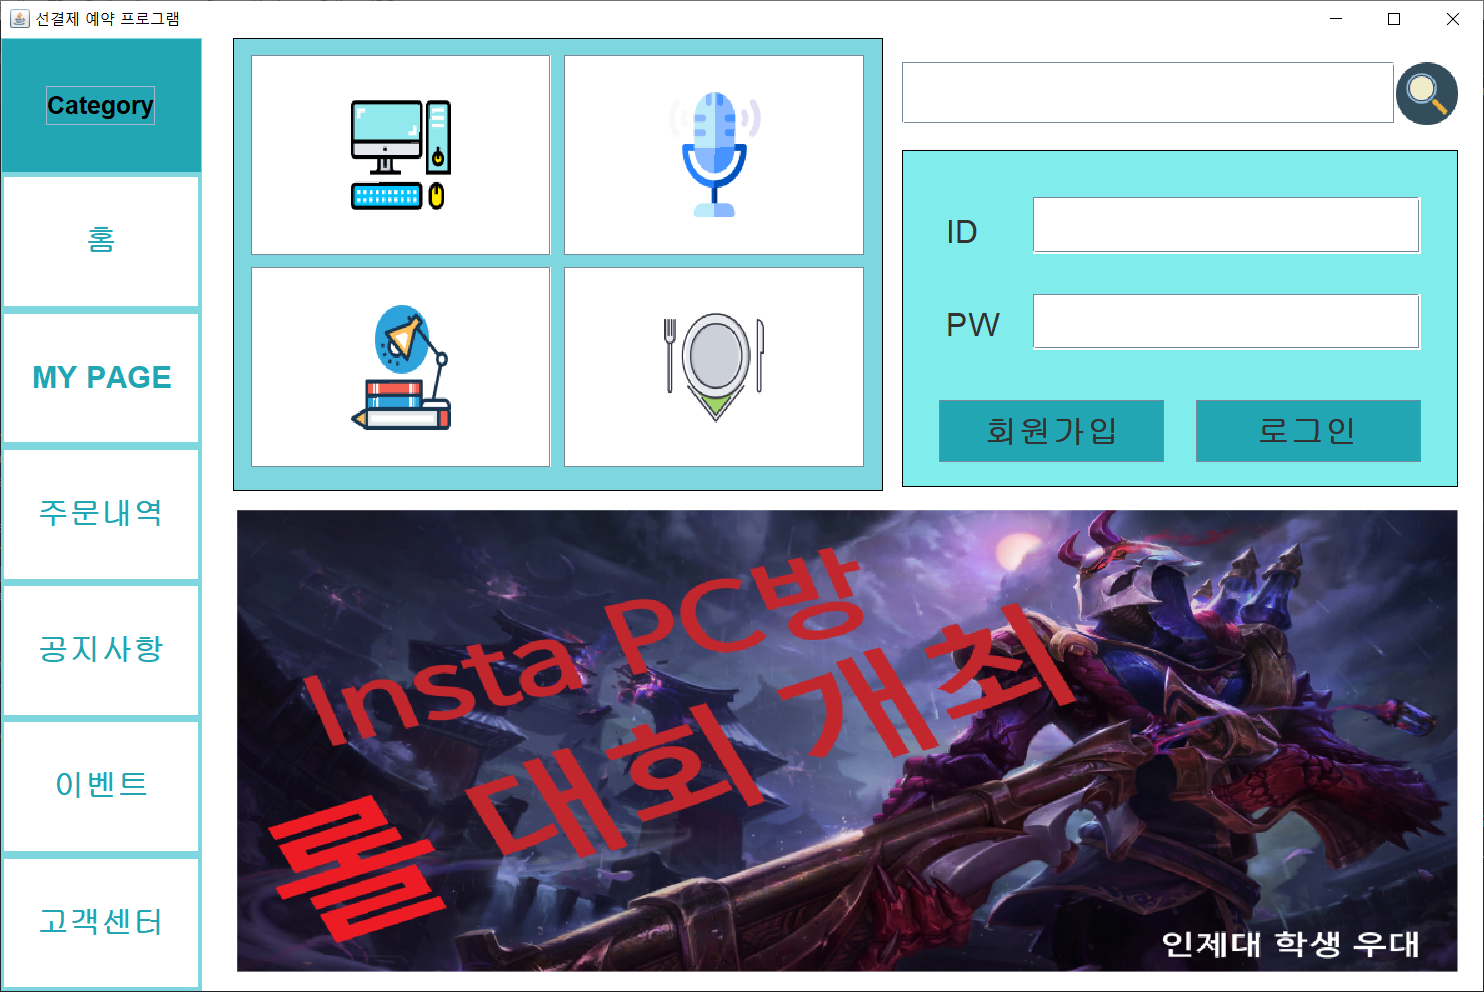 선결제 예약 프로그램
Category
홈
MY PAGE
주문내역
공지사항
이벤트
고객센터
ID
PW
회원가입
로그인
Insta PC방
롤 대회 개최
인제대 학생 우대